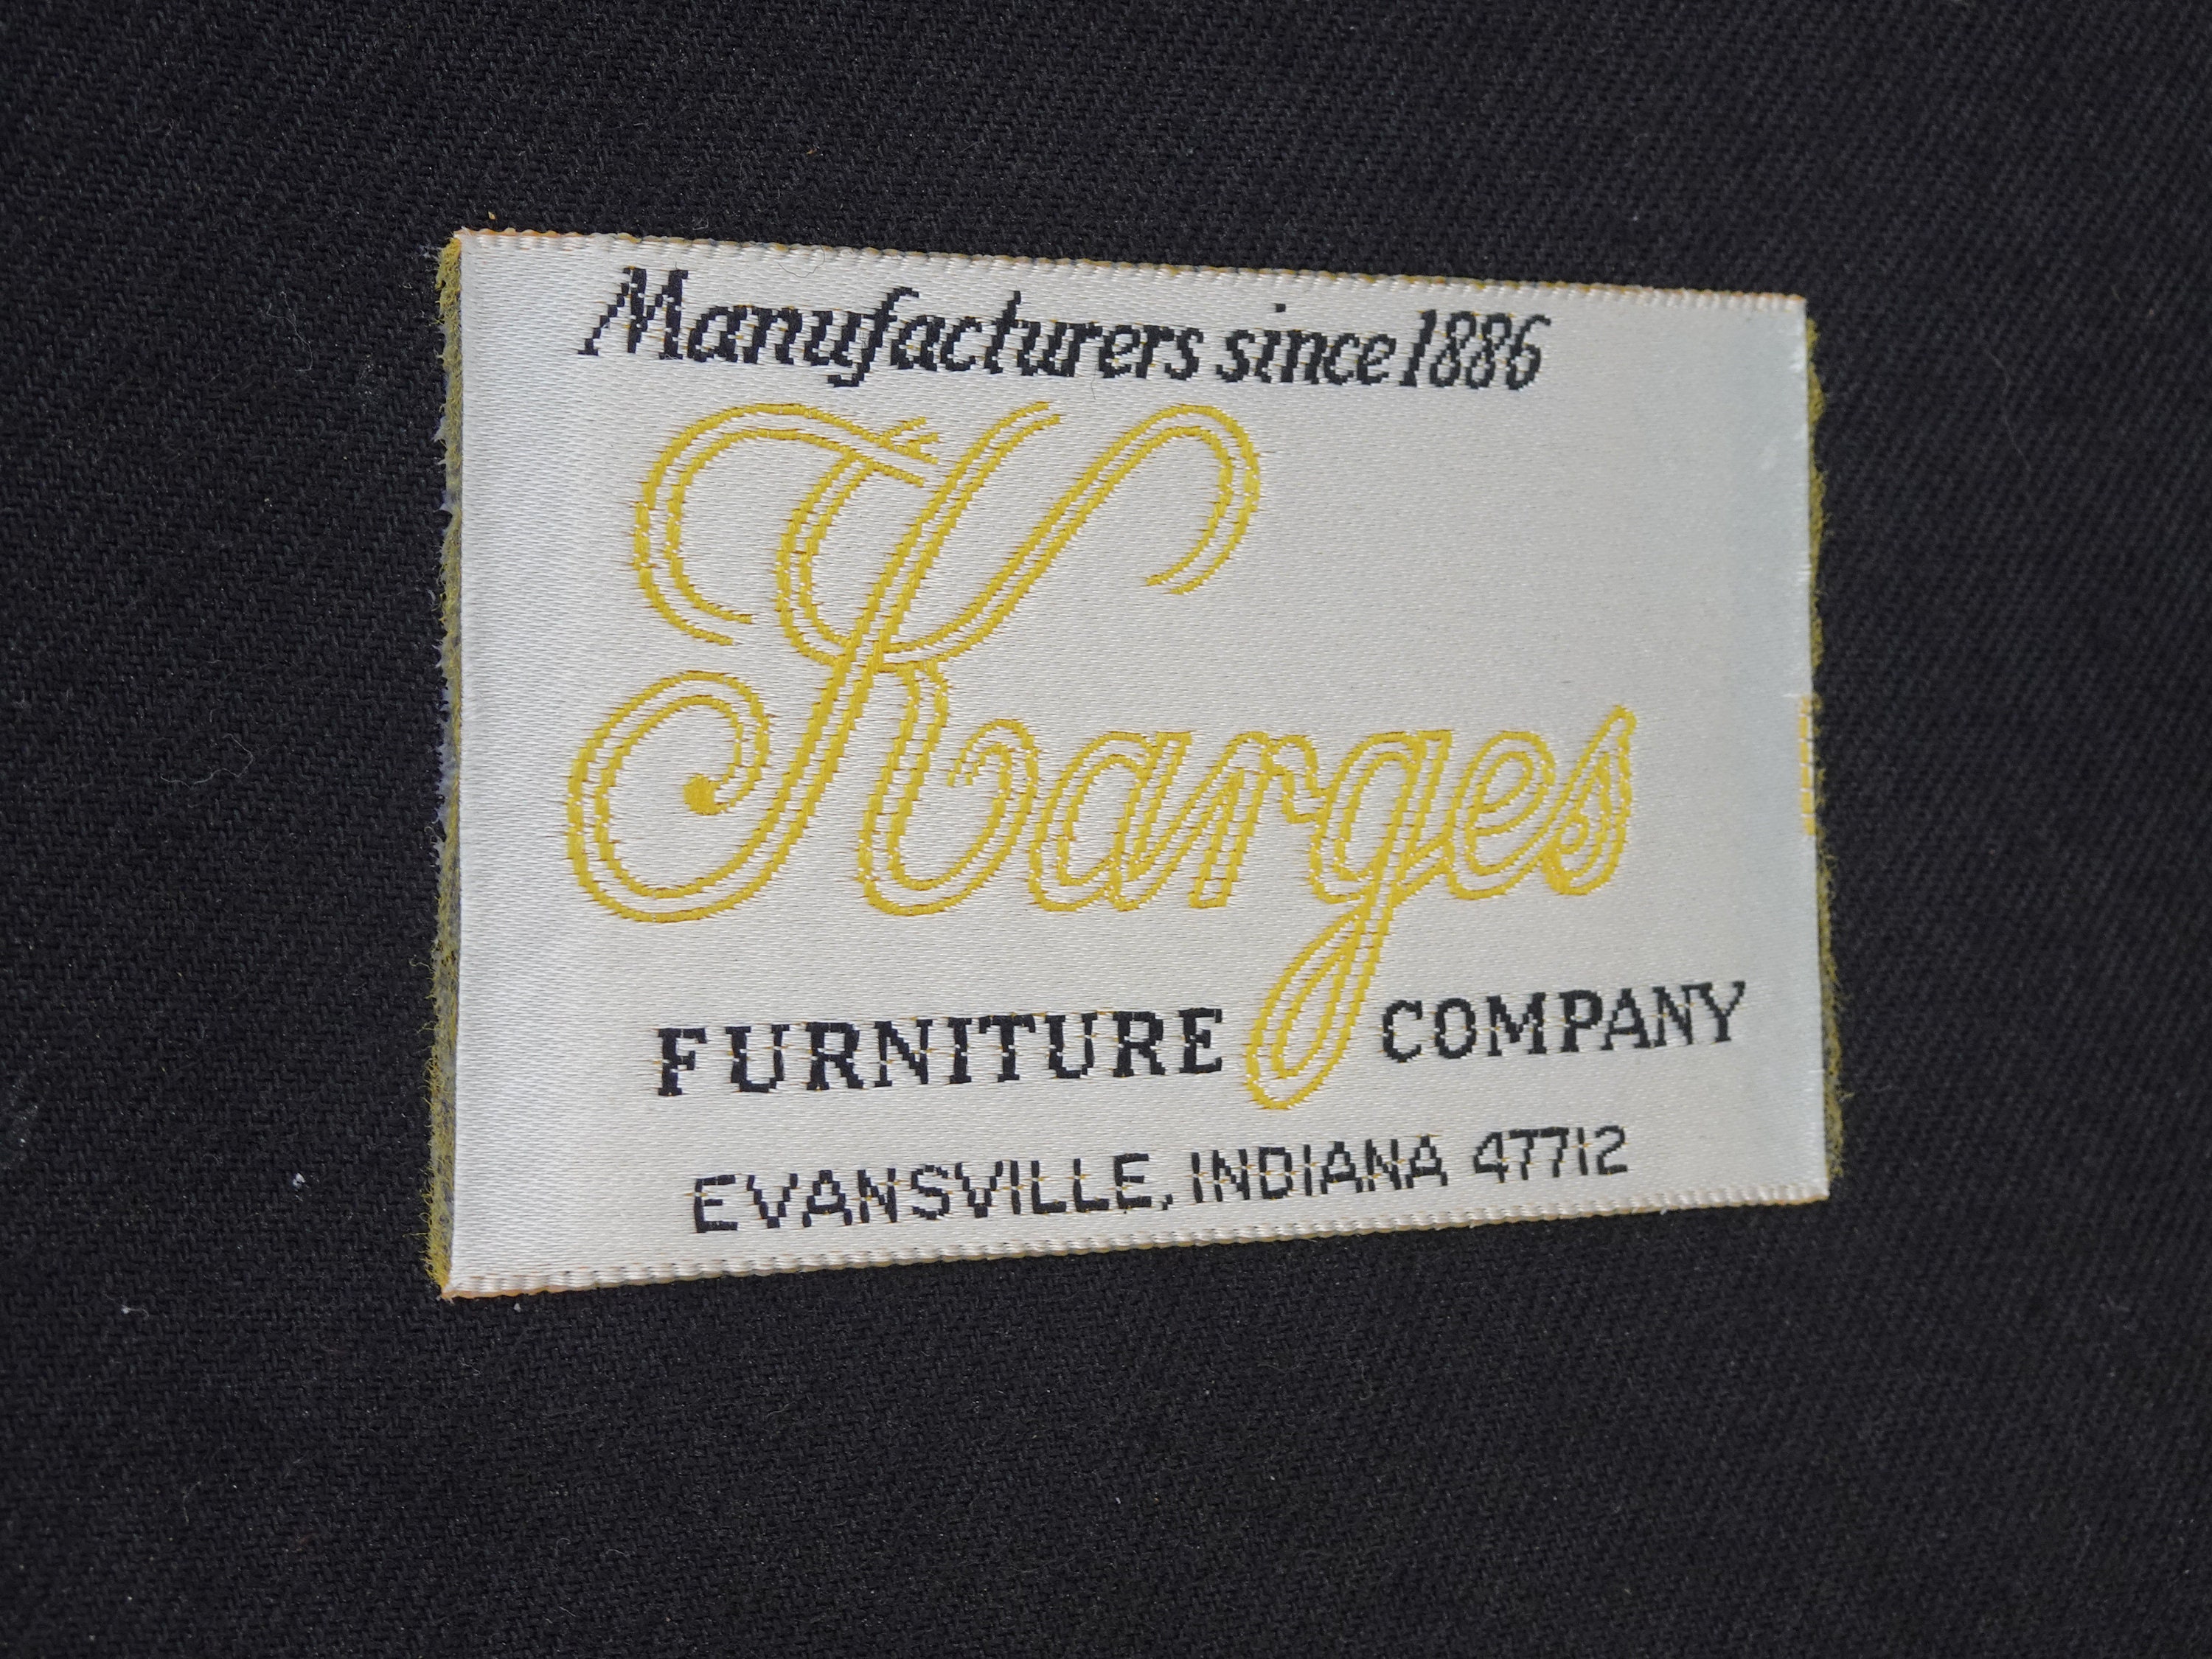 Manufacturers since 1886
Karges
FURNITURE COMPANY
EVANSVILLE, INDIANA 47712